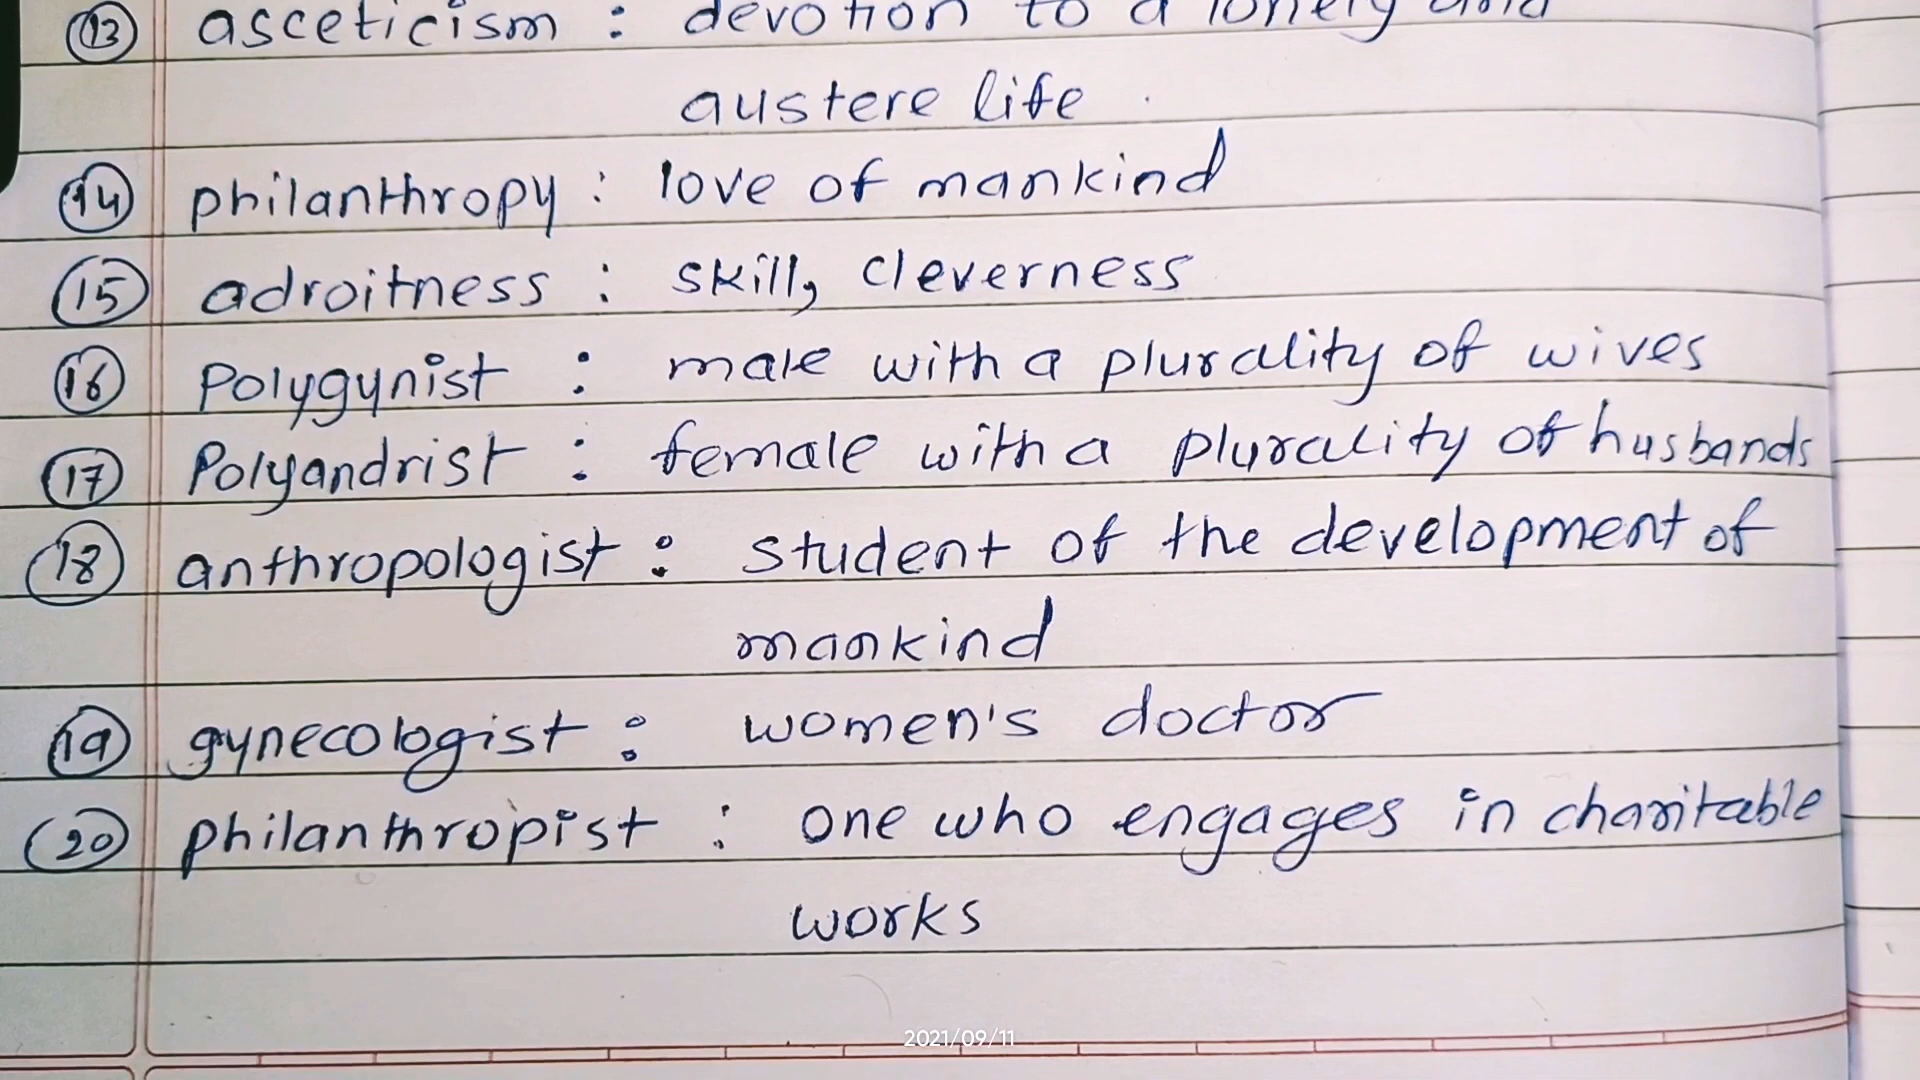 13 asceticism : devotion to a lonely and
austere life
14 philanthropy : love of mankind
15 adroitness : skill, cleverness
16 Polygynist : male with a plurality of wives
17 Polyandrist : female with a plurality of husbands
18 anthropologist : student of the development of
mankind
19 gynecologist : women's doctor
20 philanthropist : one who engages in charitable
works
2021/09/11